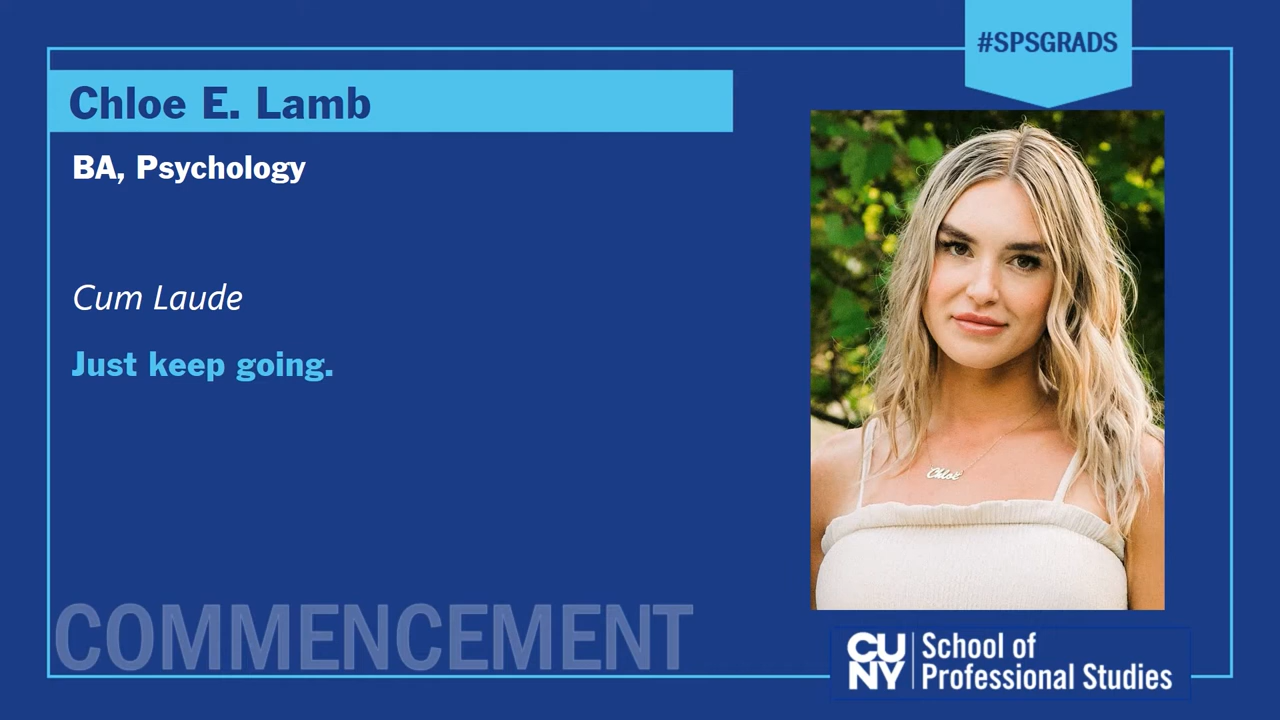 #SPSGRADS
Chloe E. Lamb
BA, Psychology
Cum Laude
Just keep going.
Chloe
COMMENCEMENT
CU
NY
School of
Professional Studies